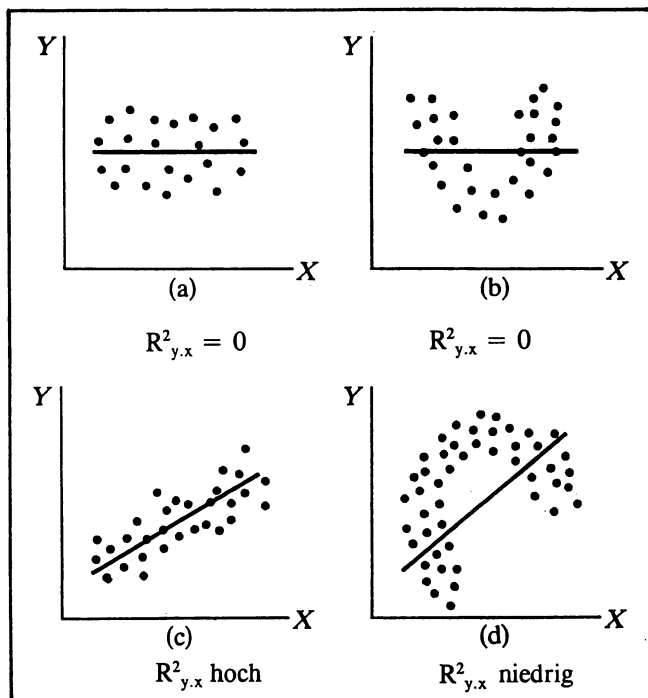 Y
Y
X
X
(a)
(b)
R²y.x = 0
R²y.x = 0
Y
Y
X
X
(c)
(d)
R²y.x hoch
R²y.x niedrig